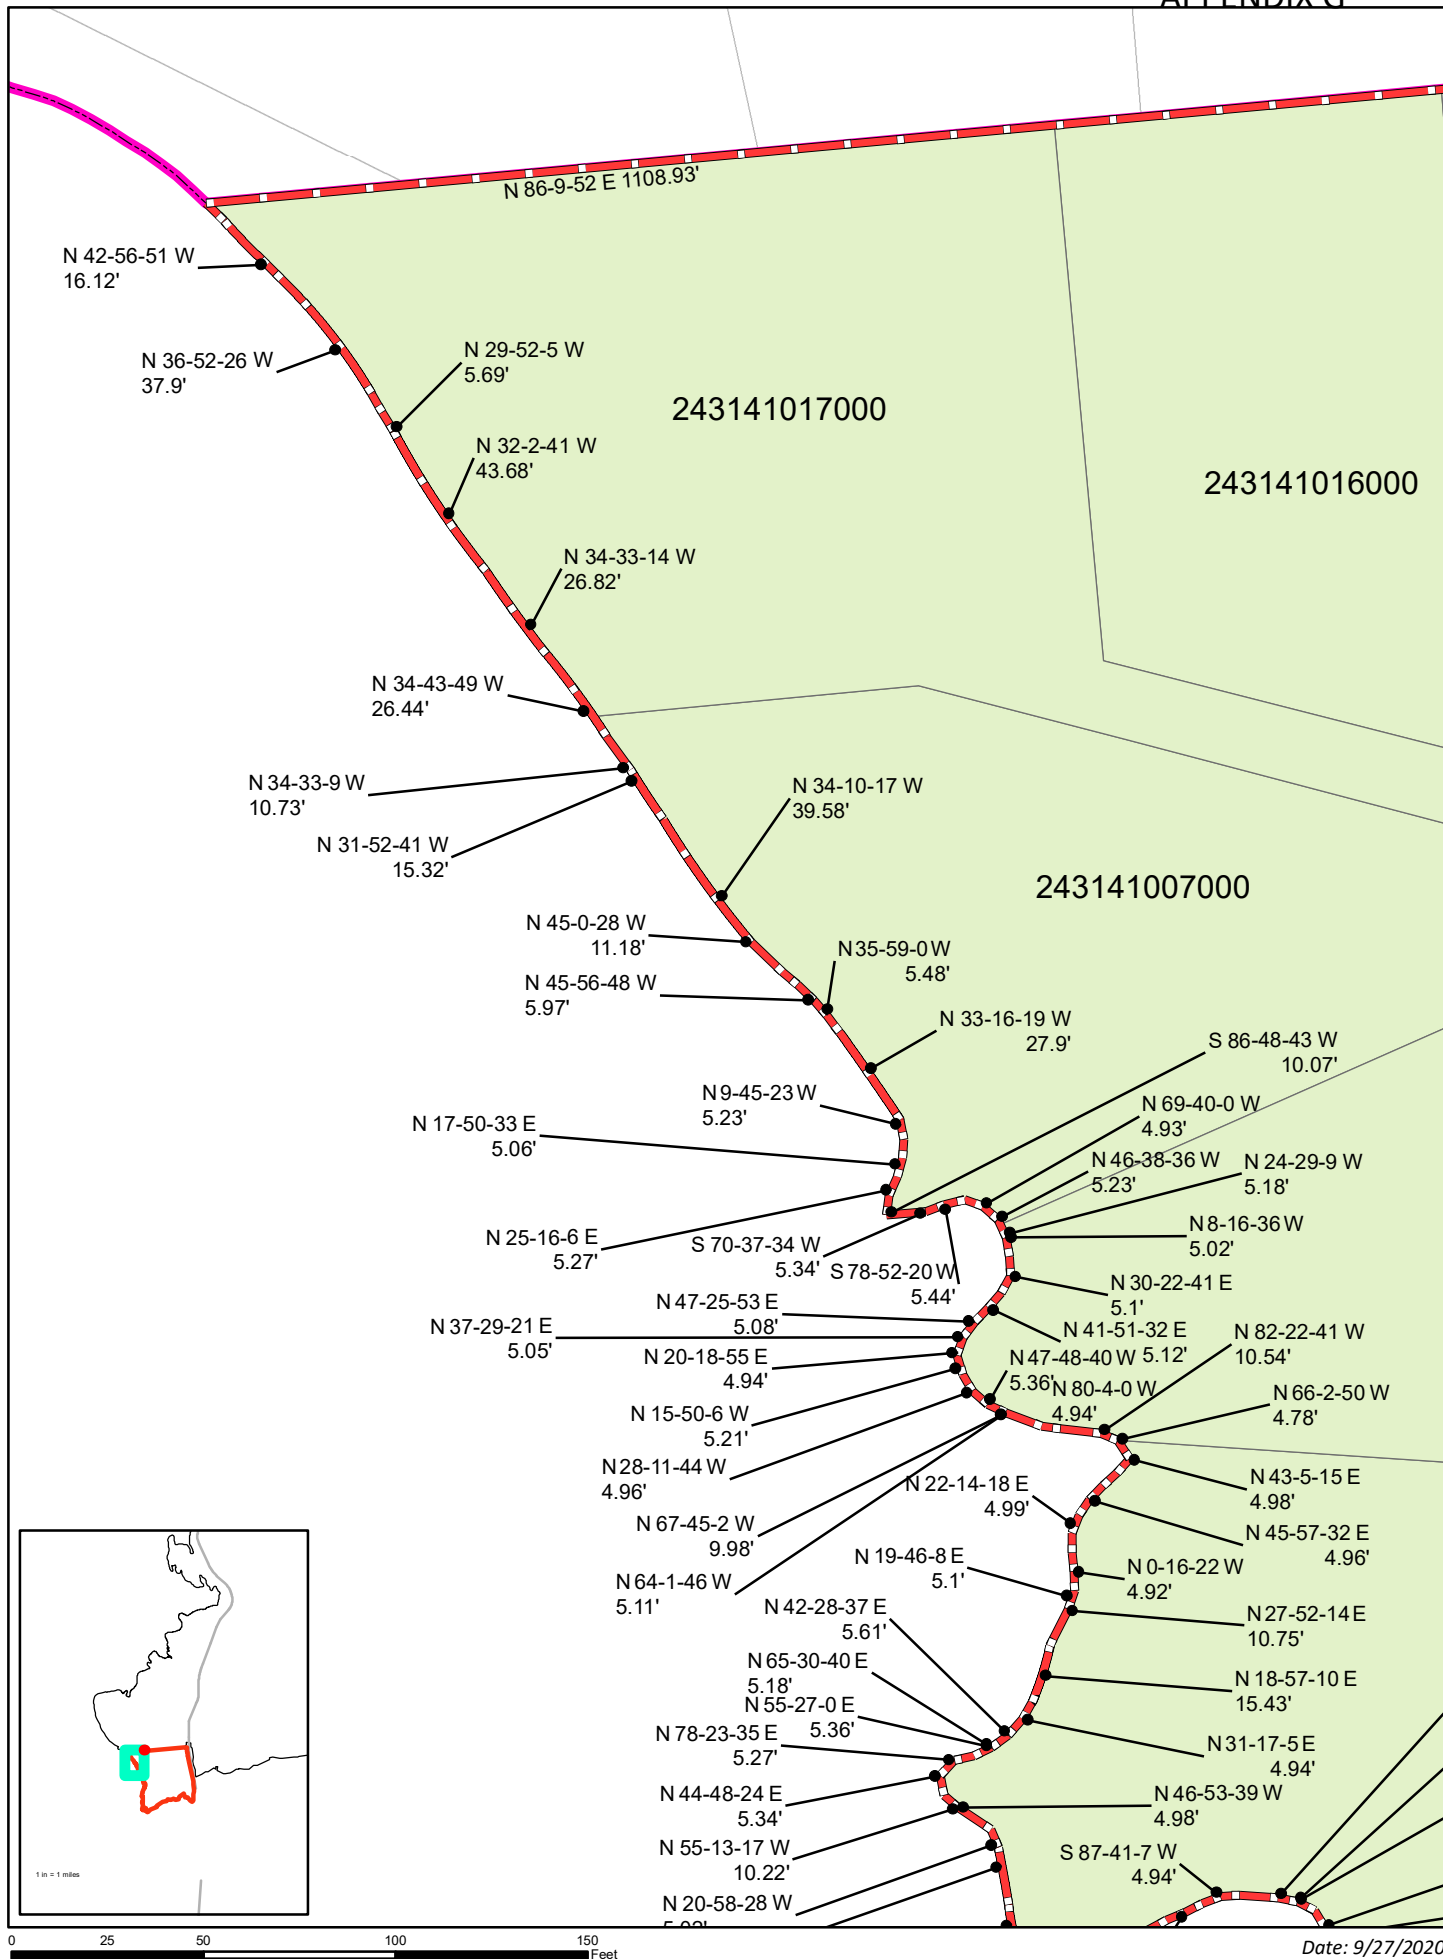 APPENDIX G
N 86-9-52 E 1108.93'
N 42-56-51 W
16.12'
N 36-52-26 W
37.9'
N 29-52-5 W
5.69'
243141017000
N 32-2-41 W
43.68'
243141016000
N 34-33-14 W
26.82'
N 34-43-49 W
26.44'
N 34-33-9 W
10.73'
N 34-10-17 W
39.58'
N 31-52-41 W
15.32'
243141007000
N 45-0-28 W
11.18'
N 35-59-0 W
5.48'
N 45-56-48 W
5.97'
N 33-16-19 W
27.9'
S 86-48-43 W
10.07'
N 9-45-23 W
5.23'
N 69-40-0 W
4.93'
N 17-50-33 E
5.06'
N 46-38-36 W
5.23'
N 24-29-9 W
5.18'
N 8-16-36 W
5.02'
N 25-16-6 E
5.27'
S 70-37-34 W
5.34'
S 78-52-20 W
5.44'
N 30-22-41 E
5.1'
N 47-25-53 E
5.08'
N 37-29-21 E
5.05'
N 41-51-32 E
5.12'
N 82-22-41 W
10.54'
N 20-18-55 E
4.94'
N 47-48-40 W
5.36'
N 80-4-0 W
4.94'
N 66-2-50 W
4.78'
N 15-50-6 W
5.21'
N 28-11-44 W
4.96'
N 22-14-18 E
4.99'
N 43-5-15 E
4.98'
N 67-45-2 W
9.98'
N 45-57-32 E
4.96'
N 19-46-8 E
5.1'
N 0-16-22 W
4.92'
N 64-1-46 W
5.11'
N 42-28-37 E
5.61'
N 27-52-14 E
10.75'
N 65-30-40 E
5.18'
N 18-57-10 E
15.43'
N 55-27-0 E
5.36'
N 78-23-35 E
5.27'
N 31-17-5 E
4.94'
N 44-48-24 E
5.34'
N 46-53-39 W
4.98'
N 55-13-17 W
10.22'
S 87-41-7 W
4.94'
N 20-58-28 W
5.02'
1 in = 1 miles
0 25 50 100 150
Feet
Date: 9/27/2020